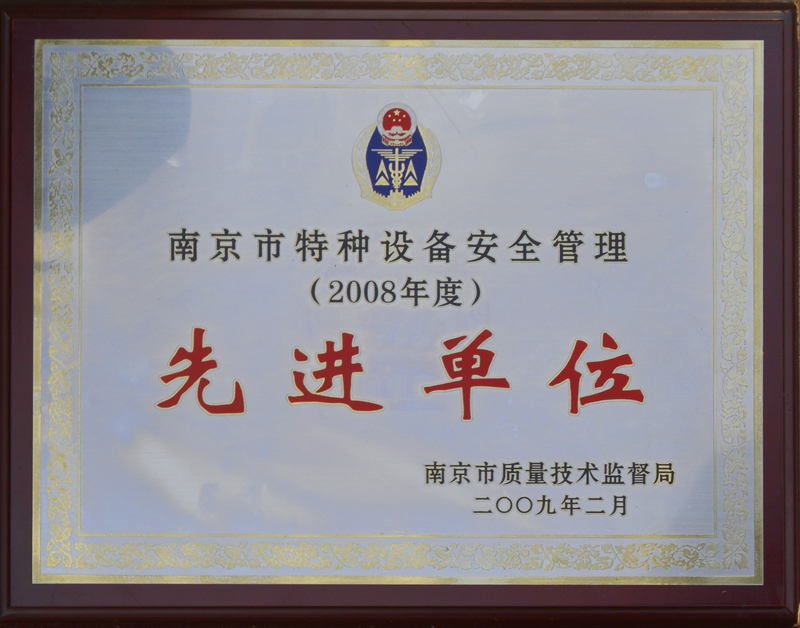 南京市特种设备安全管理
（2008年度）
先进单位
南京市质量技术监督局
二〇〇九年二月